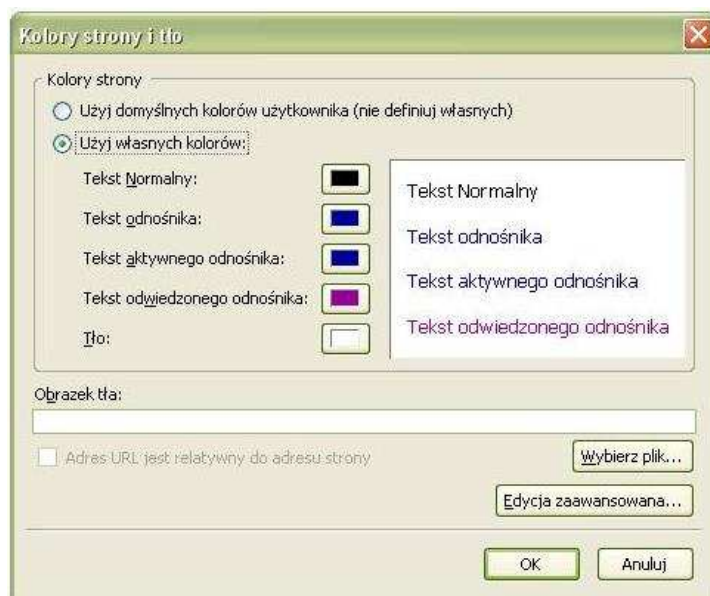 Kolory strony i tło
Kolory strony
Użyj domyślnych kolorów użytkownika (nie definiuj własnych)
Użyj własnych kolorów:
Tekst Normalny:
Tekst odnośnika:
Tekst aktywnego odnośnika:
Tekst odwiedzonego odnośnika:
Tło:
Tekst Normalny
Tekst odnośnika
Tekst aktywnego odnośnika
Tekst odwiedzonego odnośnika
Obrazek tła:
Adres URL jest relatywny do adresu strony
Wybierz plik...
Edycja zaawansowana...
OK
Anuluj